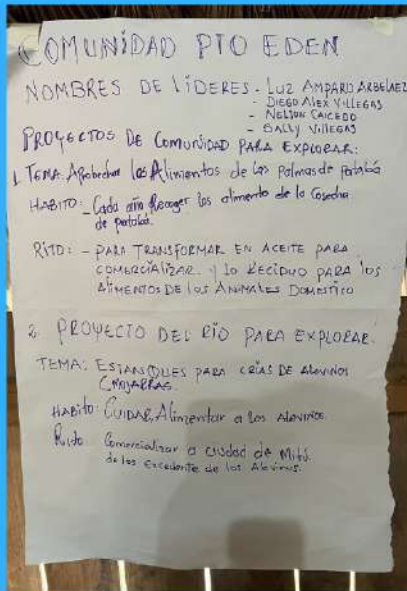 COMUNIDAD PTO EDEN
NOMBRES DE LIDERES - LUZ AMPARO ARBELAEZ
- DIEGO ALEX VILLEGAS
- NELSON CAICEDO
- SALLY VILLEGAS
PROYECTOS DE COMUNIDAD PARA EXPLORAR:
1. TEMA: Aprobechar los Alimentos de las Palmas de Patabá
HABITO: - Cada año Recoger los alimento de la Cosecha
de patabá.
RITO: - PARA TRANSFORMAR EN ACEITE PARA
COMERCIALIZAR. Y LO RECIDUO PARA LOS
ALIMENTOS DE LOS ANIMALES DOMESTICO
2. PROYECTO DEL RÍO PARA EXPLORAR.
TEMA: ESTANQUES PARA CRÍAS DE Alevinos
CMOJARRAS.
HABITO: CUIDAR, Alimentar a los Alevinos.
Rito Comercializar a ciudad de Mitú.
de los Excedente de los Alevinos.